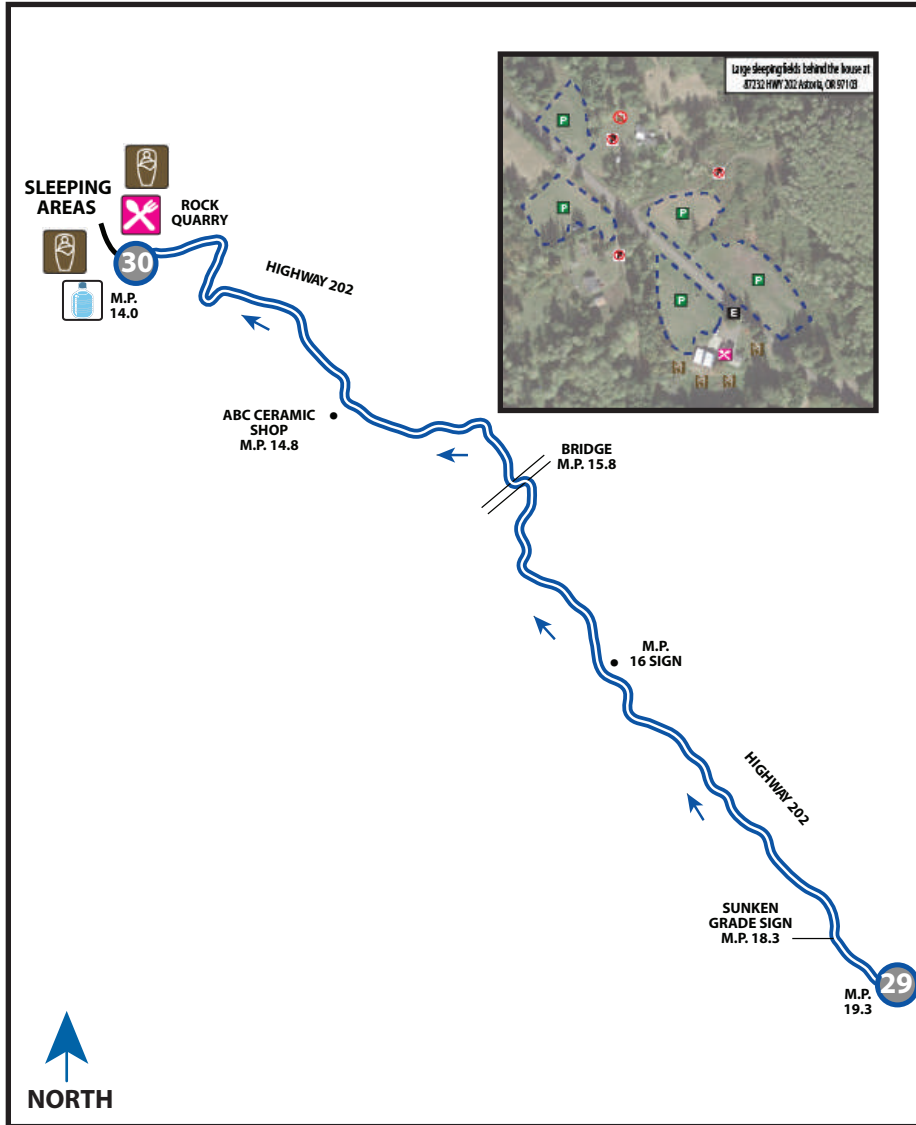 Large sleeping fields behind the house at
87232 HWY 202 Astoria, OR 97103
P
P
P
P
P
E
SLEEPING
AREAS
ROCK
QUARRY
30
M.P.
14.0
HIGHWAY 202
ABC CERAMIC
SHOP
M.P. 14.8
BRIDGE
M.P. 15.8
M.P.
16 SIGN
HIGHWAY 202
SUNKEN
GRADE SIGN
M.P. 18.3
29
M.P.
19.3
NORTH